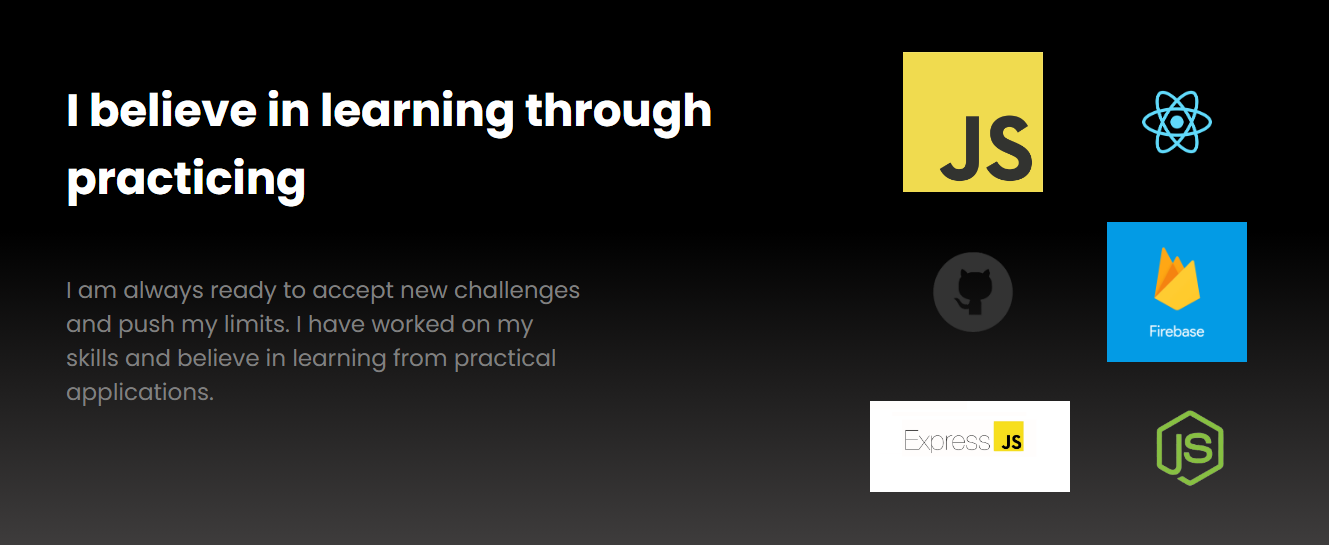 I believe in learning through
practicing
I am always ready to accept new challenges
and push my limits. I have worked on my
skills and believe in learning from practical
applications.
JS
Firebase
Express JS
JS